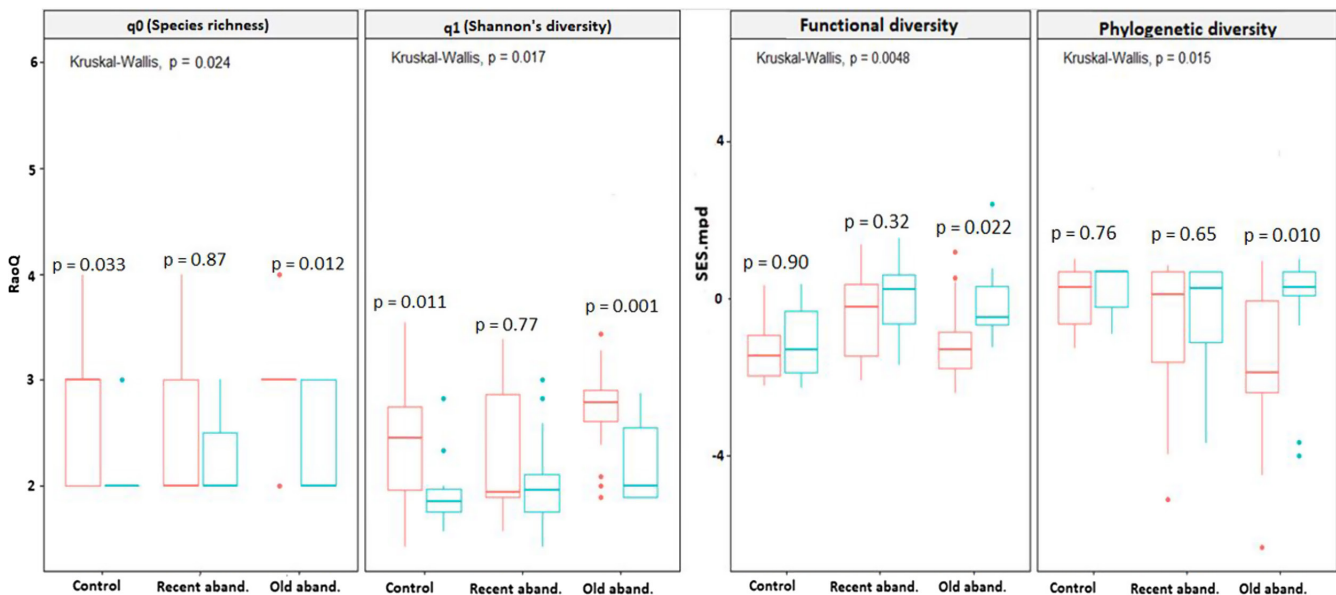 q0 (Species richness)
Kruskal-Wallis, p = 0.024
6
5
4
3
2
RaoQ
p = 0.033
p = 0.87
p = 0.012
Control
Recent aband.
Old aband.
q1 (Shannon's diversity)
Kruskal-Wallis, p = 0.017
p = 0.011
p = 0.77
p = 0.001
Control
Recent aband.
Old aband.
Functional diversity
Kruskal-Wallis, p = 0.0048
4
0
-4
SES.mpd
p = 0.90
p = 0.32
p = 0.022
Control
Recent aband.
Old aband.
Phylogenetic diversity
Kruskal-Wallis, p = 0.015
p = 0.76
p = 0.65
p = 0.010
Control
Recent aband.
Old aband.